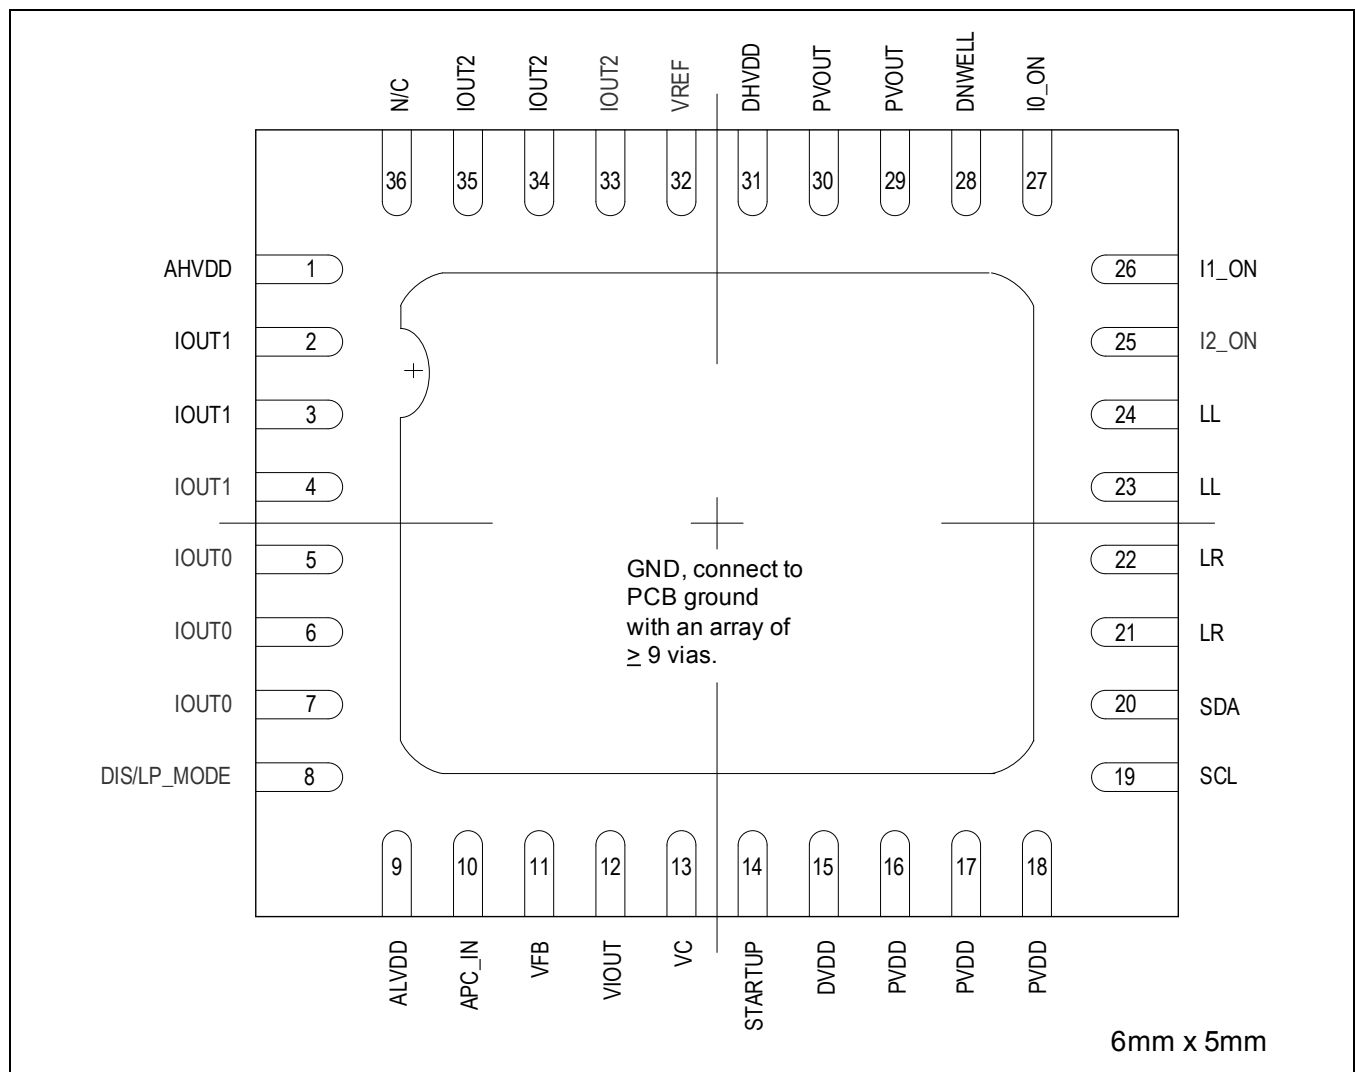 N/C
IOUT2
IOUT2
IOUT2
VREF
DHVDD
PVOUT
PVOUT
DNWELL
I0_ON
36
35
34
33
32
31
30
29
28
27
AHVDD 1
IOUT1 2
IOUT1 3
IOUT1 4
IOUT0 5
IOUT0 6
IOUT0 7
DIS/LP_MODE 8
26 I1_ON
25 I2_ON
24 LL
23 LL
22 LR
21 LR
20 SDA
19 SCL
GND, connect to
PCB ground
with an array of
≥ 9 vias.
9
10
11
12
13
14
15
16
17
18
ALVDD
APC_IN
VFB
VIOUT
VC
STARTUP
DVDD
PVDD
PVDD
PVDD
6mm x 5mm